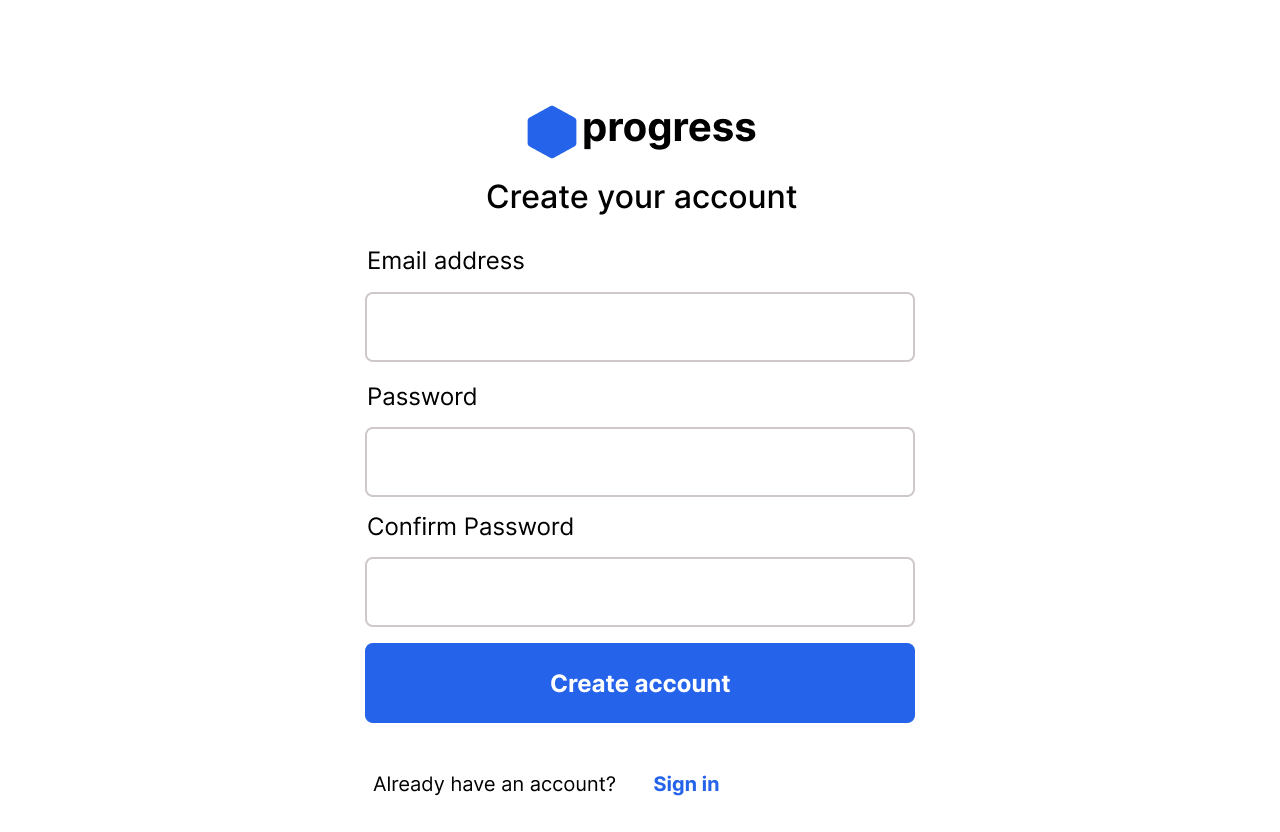 progress
Create your account
Email address
Password
Confirm Password
Create account
Already have an account? Sign in